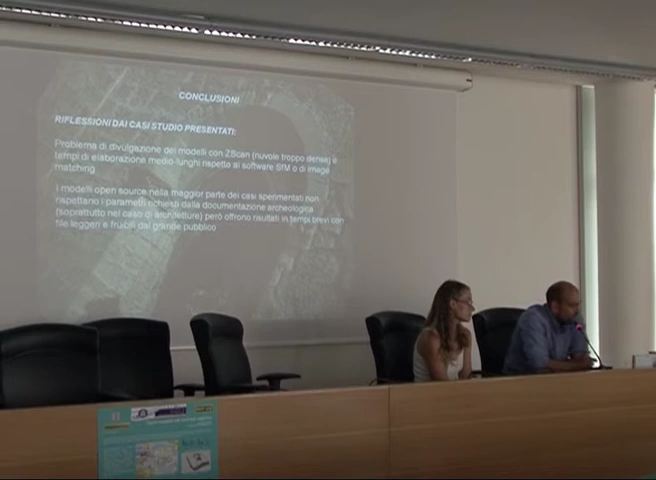 CONCLUSIONI
RIFLESSIONI DAI CASI STUDIO PRESENTATI:
Problema di divulgazione dei modelli con ZScan (nuvole troppo dense) e
tempi di elaborazione medio-lunghi rispetto ai software SfM o di image
matching
I modelli open source nella maggior parte dei casi sperimentati non
rispettano i parametri richiesti dalla documentazione archeologica
(soprattutto nel caso di architetture) però offrono risultati in tempi brevi con
file leggeri e fruibili dal grande pubblico